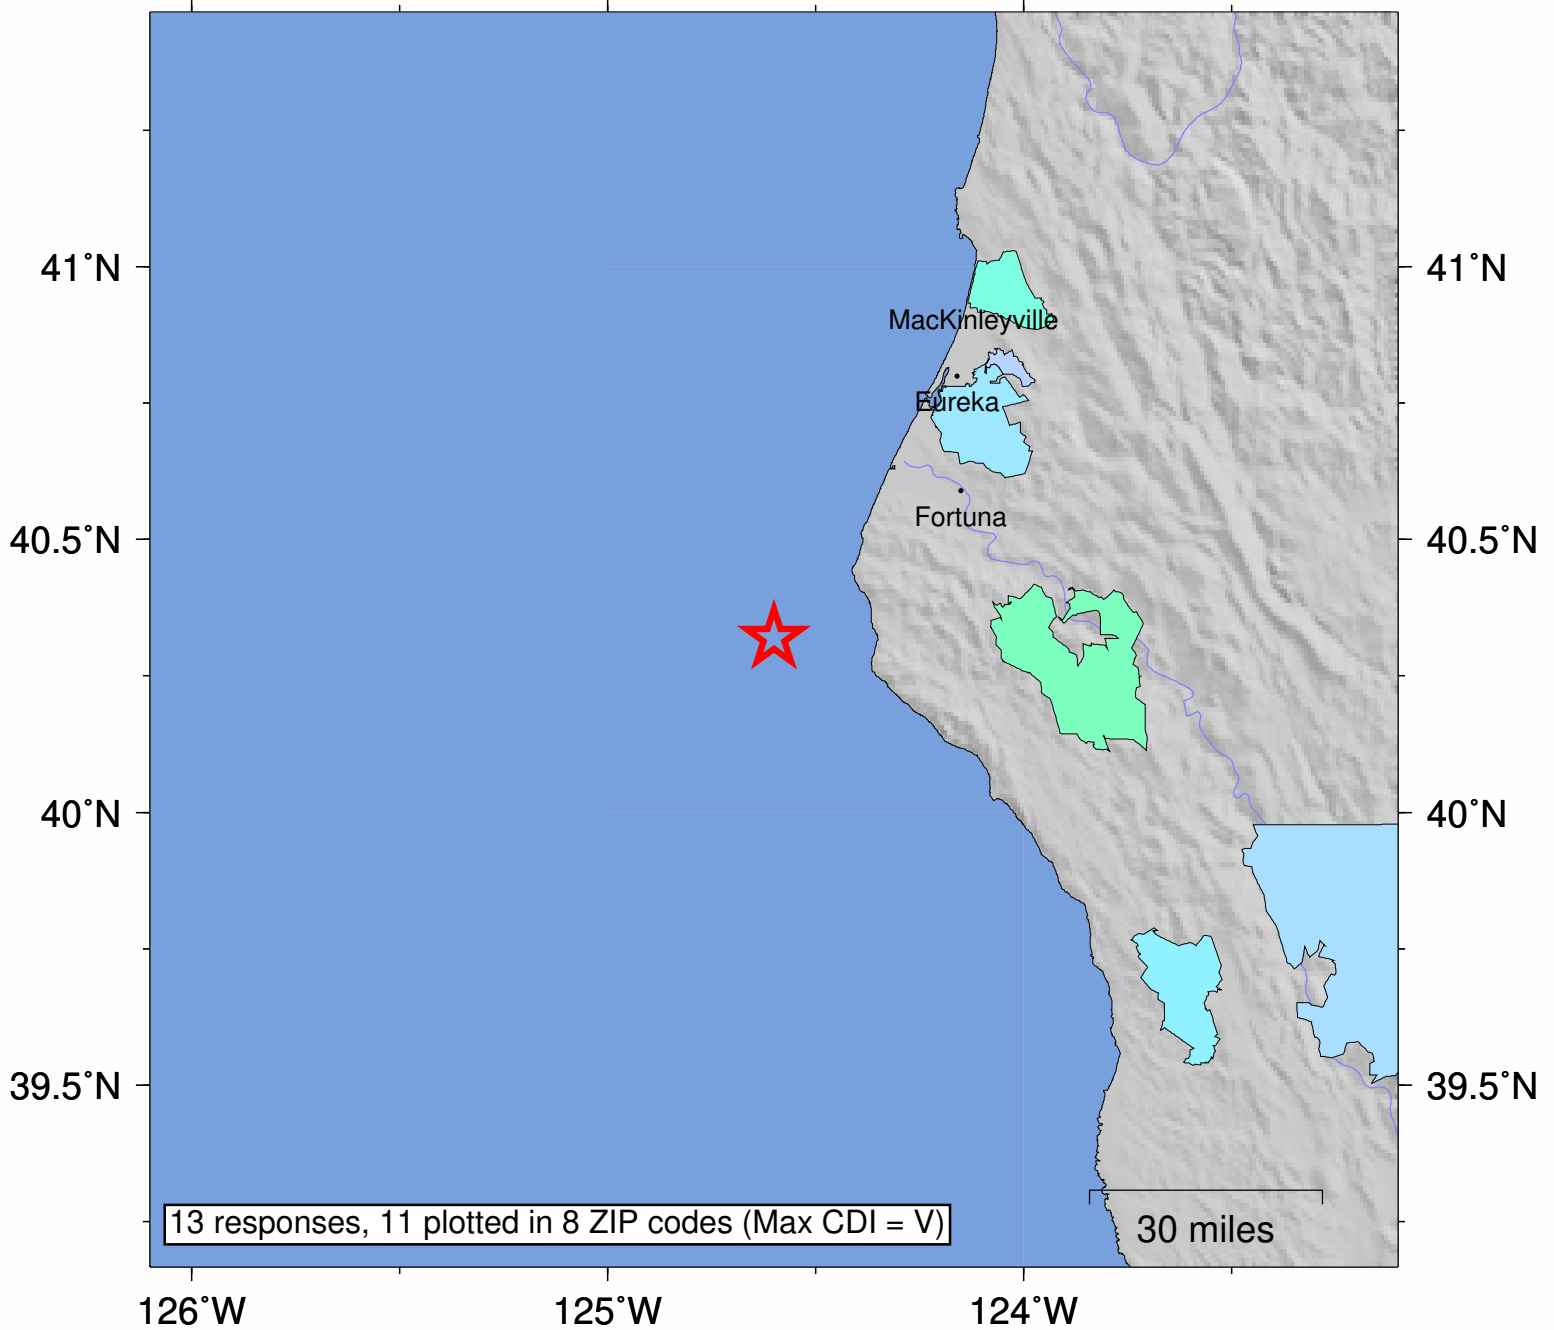 41°N
41°N
MacKinleyville
Eureka
Fortuna
40.5°N
40.5°N
40°N
40°N
39.5°N
39.5°N
13 responses, 11 plotted in 8 ZIP codes (Max CDI = V)
30 miles
126°W
125°W
124°W